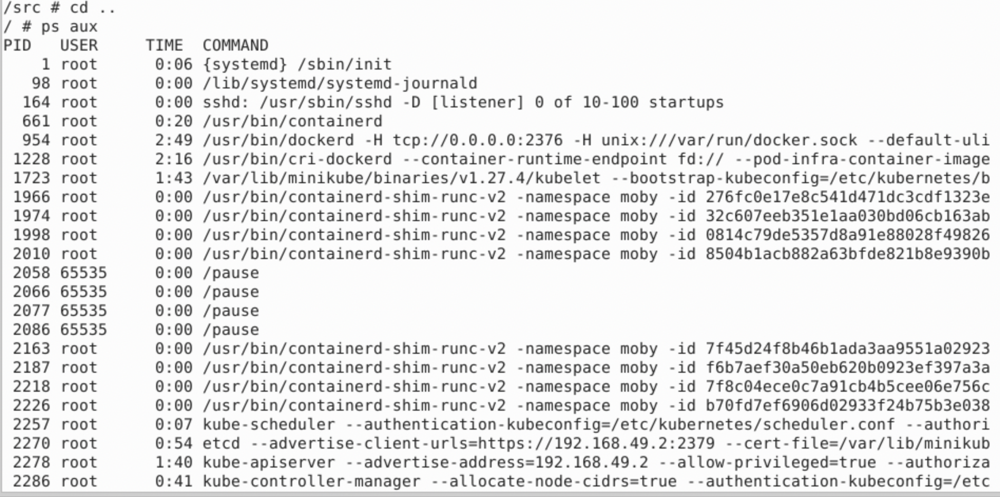 /src # cd ..
/ # ps aux
PID   USER     TIME  COMMAND
    1 root      0:06 {systemd} /sbin/init
   98 root      0:00 /lib/systemd/systemd-journald
  164 root      0:00 sshd: /usr/sbin/sshd -D [listener] 0 of 10-100 startups
  661 root      0:20 /usr/bin/containerd
  954 root      2:49 /usr/bin/dockerd -H tcp://0.0.0.0:2376 -H unix:///var/run/docker.sock --default-uli
 1228 root      2:16 /usr/bin/cri-dockerd --container-runtime-endpoint fd:// --pod-infra-container-image
 1723 root      1:43 /var/lib/minikube/binaries/v1.27.4/kubelet --bootstrap-kubeconfig=/etc/kubernetes/b
 1966 root      0:00 /usr/bin/containerd-shim-runc-v2 -namespace moby -id 276fc0e17e8c541d471dc3cdf1323e
 1974 root      0:00 /usr/bin/containerd-shim-runc-v2 -namespace moby -id 32c607eeb351e1aa030bd06cb163ab
 1998 root      0:00 /usr/bin/containerd-shim-runc-v2 -namespace moby -id 0814c79de5357d8a91e88028f49826
 2010 root      0:00 /usr/bin/containerd-shim-runc-v2 -namespace moby -id 8504b1acb882a63bfde821b8e9390b
 2058 65535     0:00 /pause
 2066 65535     0:00 /pause
 2077 65535     0:00 /pause
 2086 65535     0:00 /pause
 2163 root      0:00 /usr/bin/containerd-shim-runc-v2 -namespace moby -id 7f45d24f8b46b1ada3aa9551a02923
 2187 root      0:00 /usr/bin/containerd-shim-runc-v2 -namespace moby -id f6b7aef30a50eb620b0923ef397a3a
 2218 root      0:00 /usr/bin/containerd-shim-runc-v2 -namespace moby -id 7f8c04ece0c7a91cb4b5cee06e756c
 2226 root      0:00 /usr/bin/containerd-shim-runc-v2 -namespace moby -id b70fd7ef6906d02933f24b75b3e038
 2257 root      0:07 kube-scheduler --authentication-kubeconfig=/etc/kubernetes/scheduler.conf --authori
 2270 root      0:54 etcd --advertise-client-urls=https://192.168.49.2:2379 --cert-file=/var/lib/minikub
 2278 root      1:40 kube-apiserver --advertise-address=192.168.49.2 --allow-privileged=true --authoriza
 2286 root      0:41 kube-controller-manager --allocate-node-cidrs=true --authentication-kubeconfig=/etc